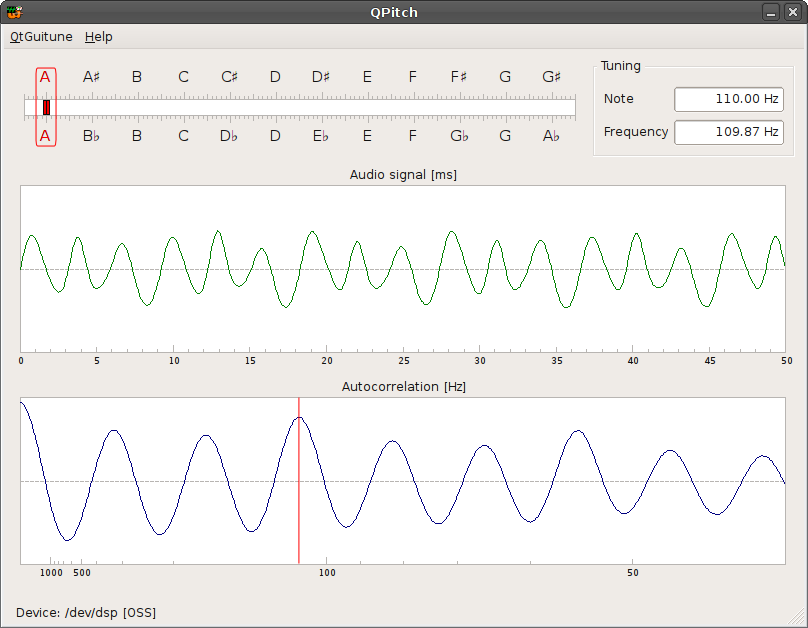 QPitch
QtGuitune Help
A A♯ B C C♯ D D♯ E F F♯ G G♯
A B♭ B C D♭ D E♭ E F G♭ G A♭
Tuning
Note 110.00 Hz
Frequency 109.87 Hz
Audio signal [ms]
0 5 10 15 20 25 30 35 40 45 50
Autocorrelation [Hz]
1000 500 100 50
Device: /dev/dsp [OSS]